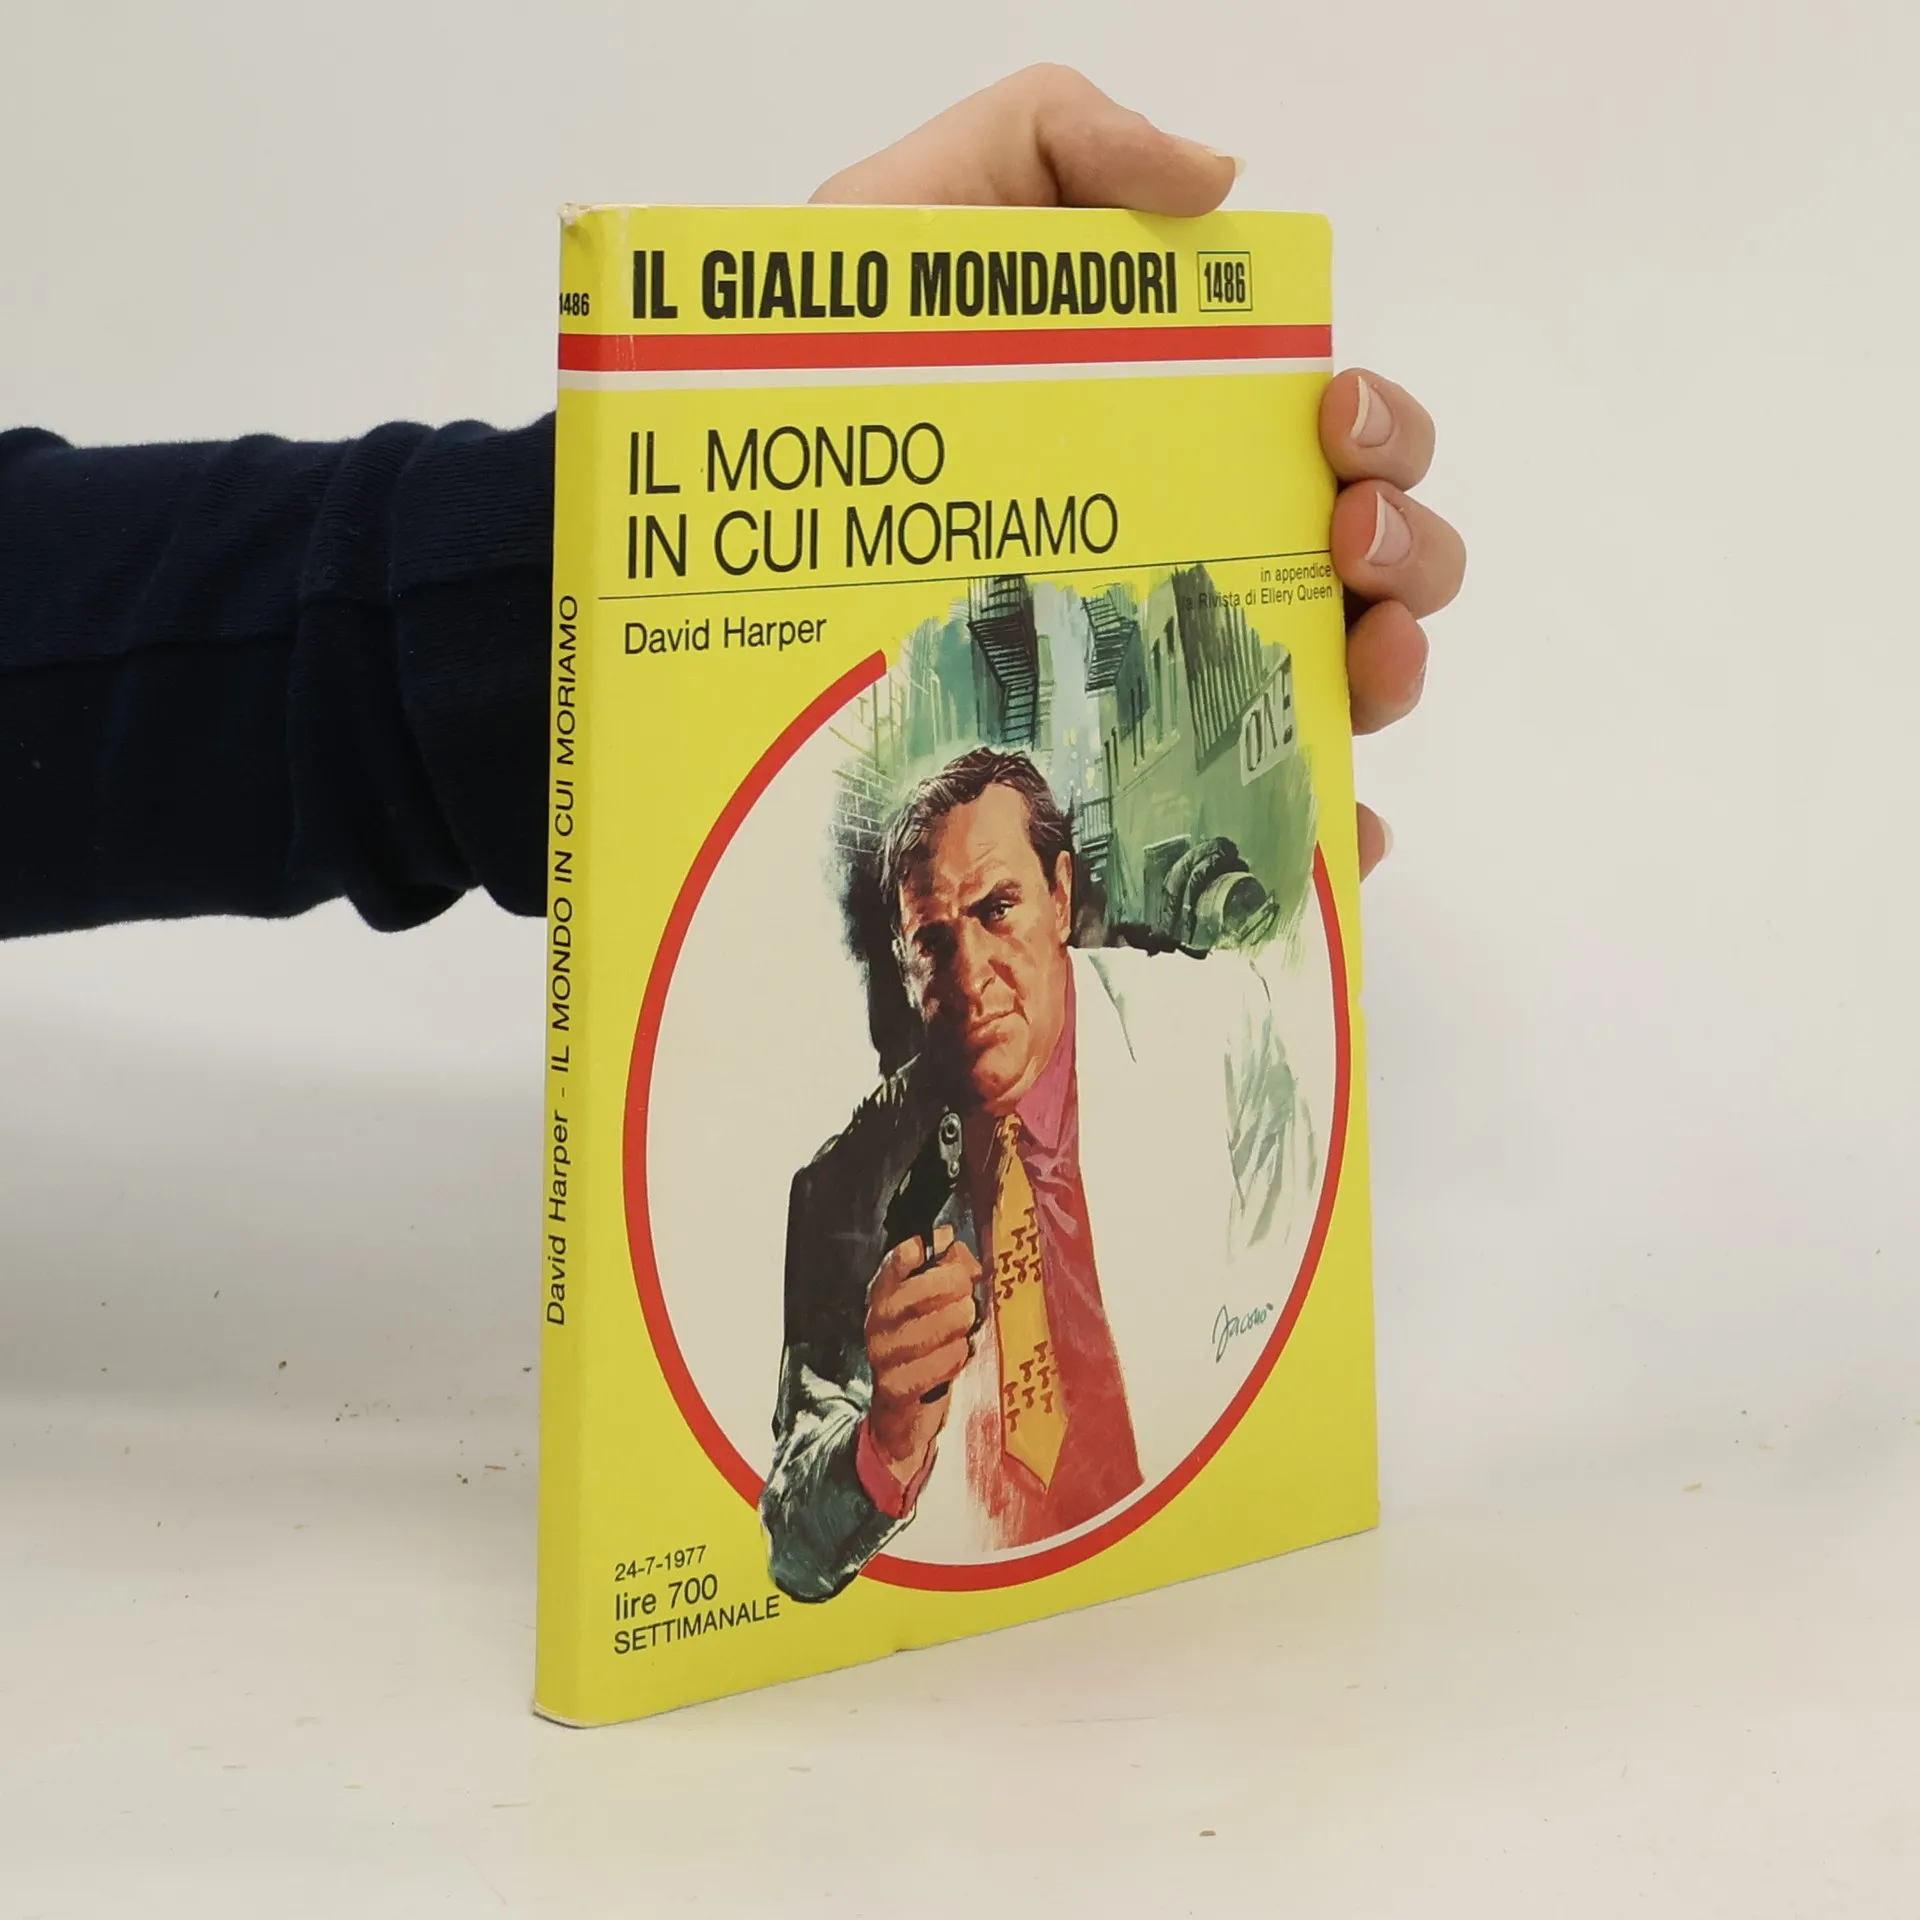 1486
IL GIALLO MONDADORI 1486
IL MONDO
IN CUI MORIAMO
in appendice
la Rivista di Ellery Queen
David Harper
ONE
David Harper - IL MONDO IN CUI MORIAMO
Jacono
24-7-1977
lire 700
SETTIMANALE